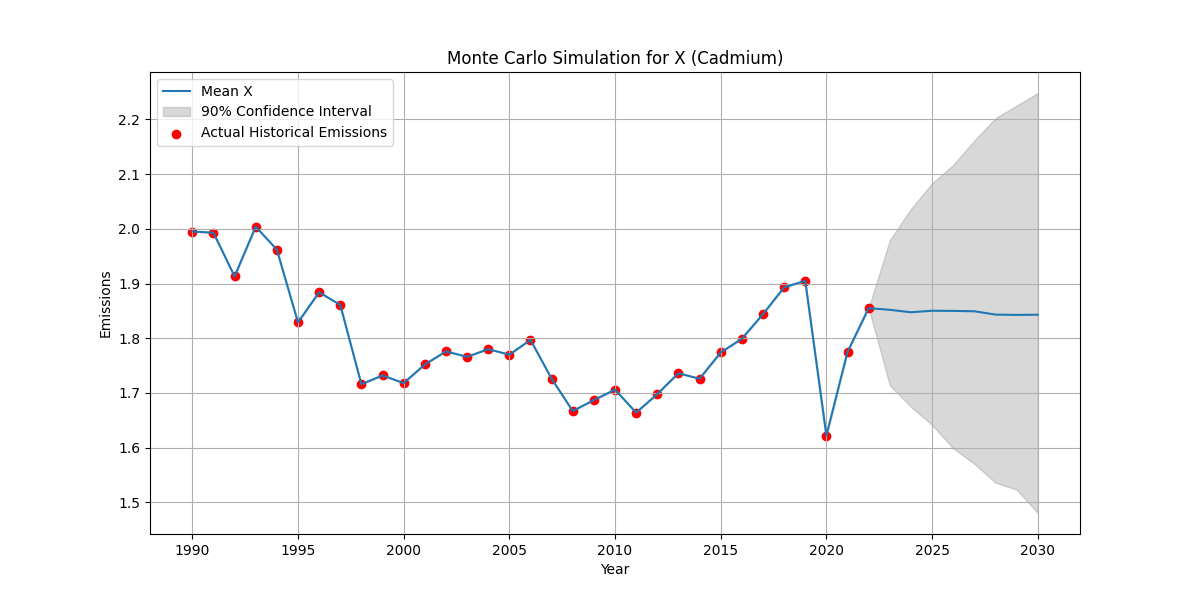 Monte Carlo Simulation for X (Cadmium)
Mean X
90% Confidence Interval
Actual Historical Emissions
Emissions
2.2
2.1
2.0
1.9
1.8
1.7
1.6
1.5
1990 1995 2000 2005 2010 2015 2020 2025 2030
Year